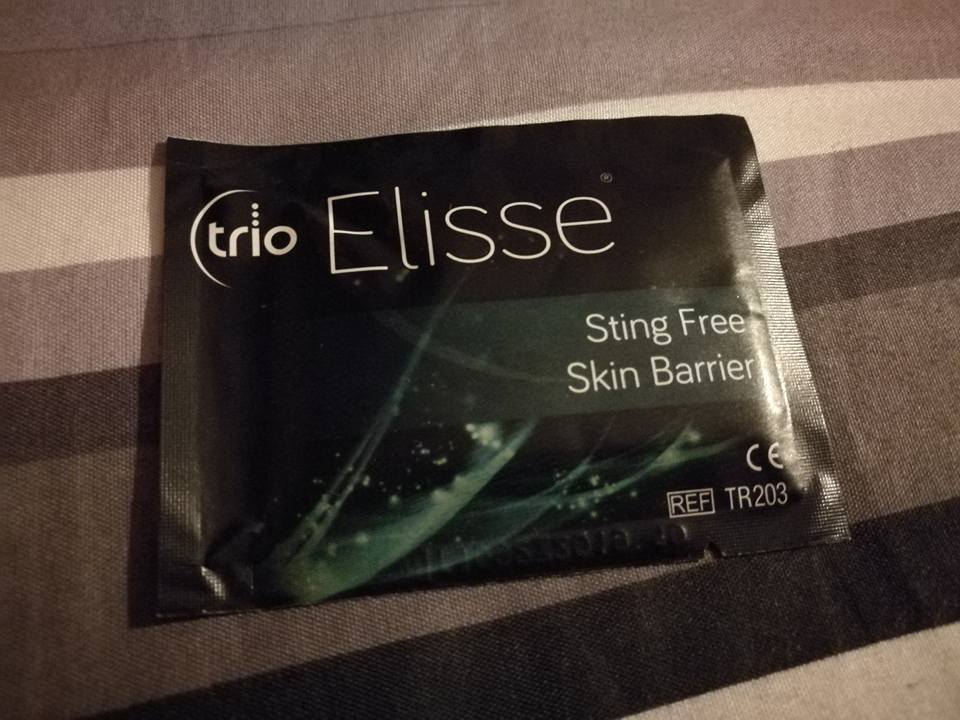 trio Elisse®
Sting Free
Skin Barrier
CE
REF TR203